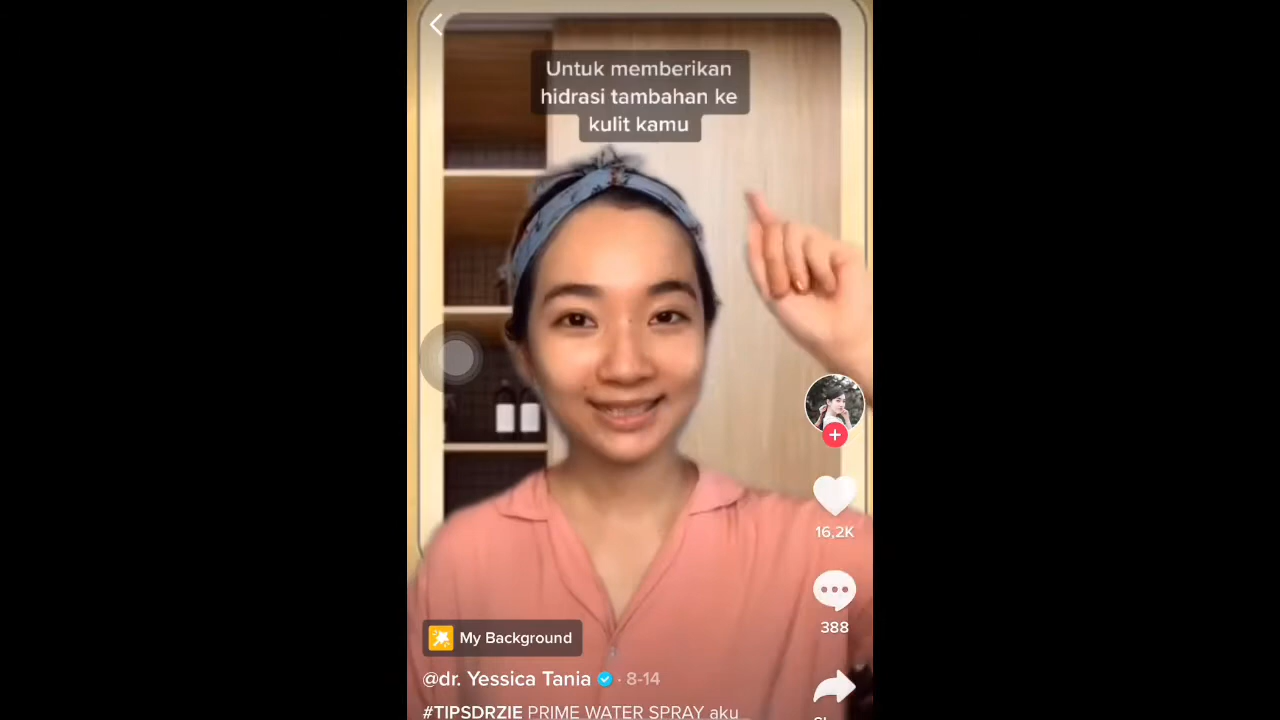 Untuk memberikan
hidrasi tambahan ke
kulit kamu
16,2K
388
My Background
@dr. Yessica Tania · 8-14
#TIPSDRZIE PRIME WATER SPRAY aku